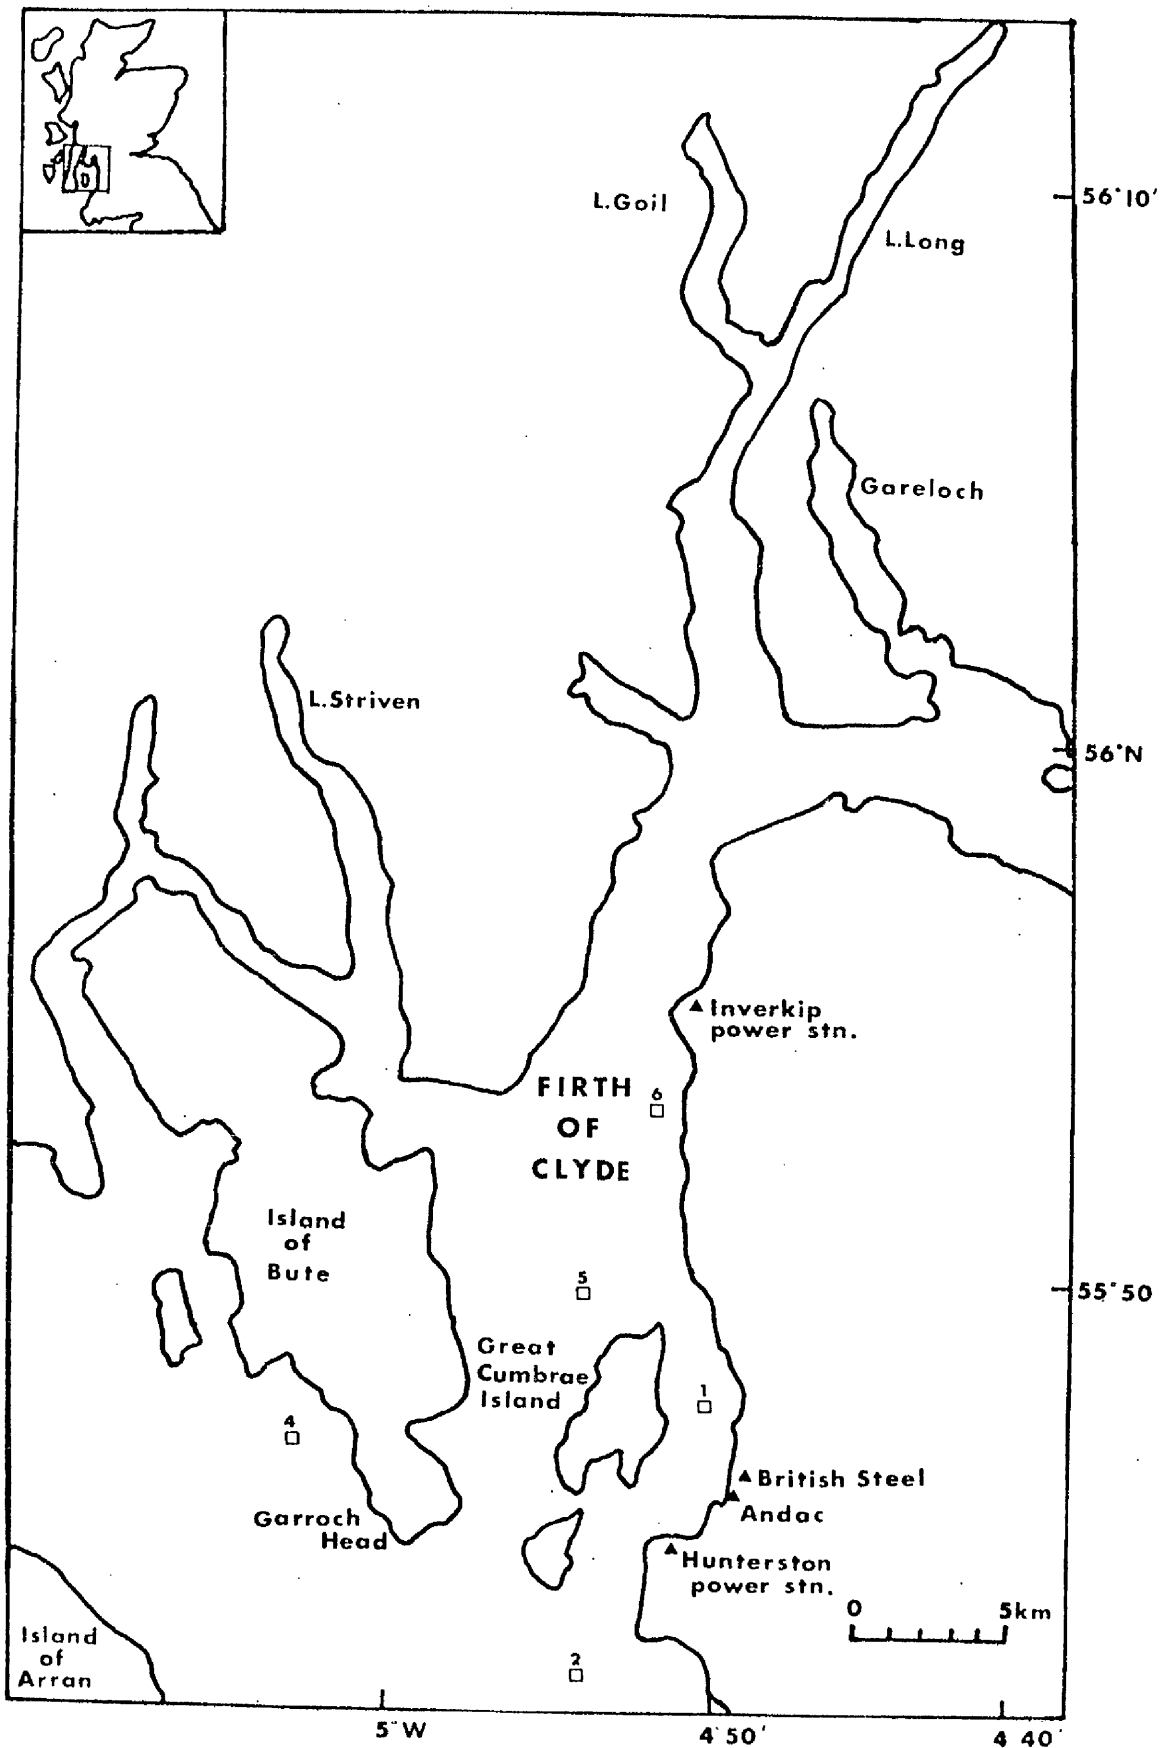 L.Goil
56°10'
L.Long
Gareloch
L.Striven
56°N
Inverkip
power stn.
FIRTH
OF
CLYDE
6
Island
of
Bute
5
55°50
Great
Cumbrae
Island
1
4
British Steel
Andac
Garroch
Head
Hunterston
power stn.
0 5km
Island
of
Arran
2
5°W
4°50'
4°40'